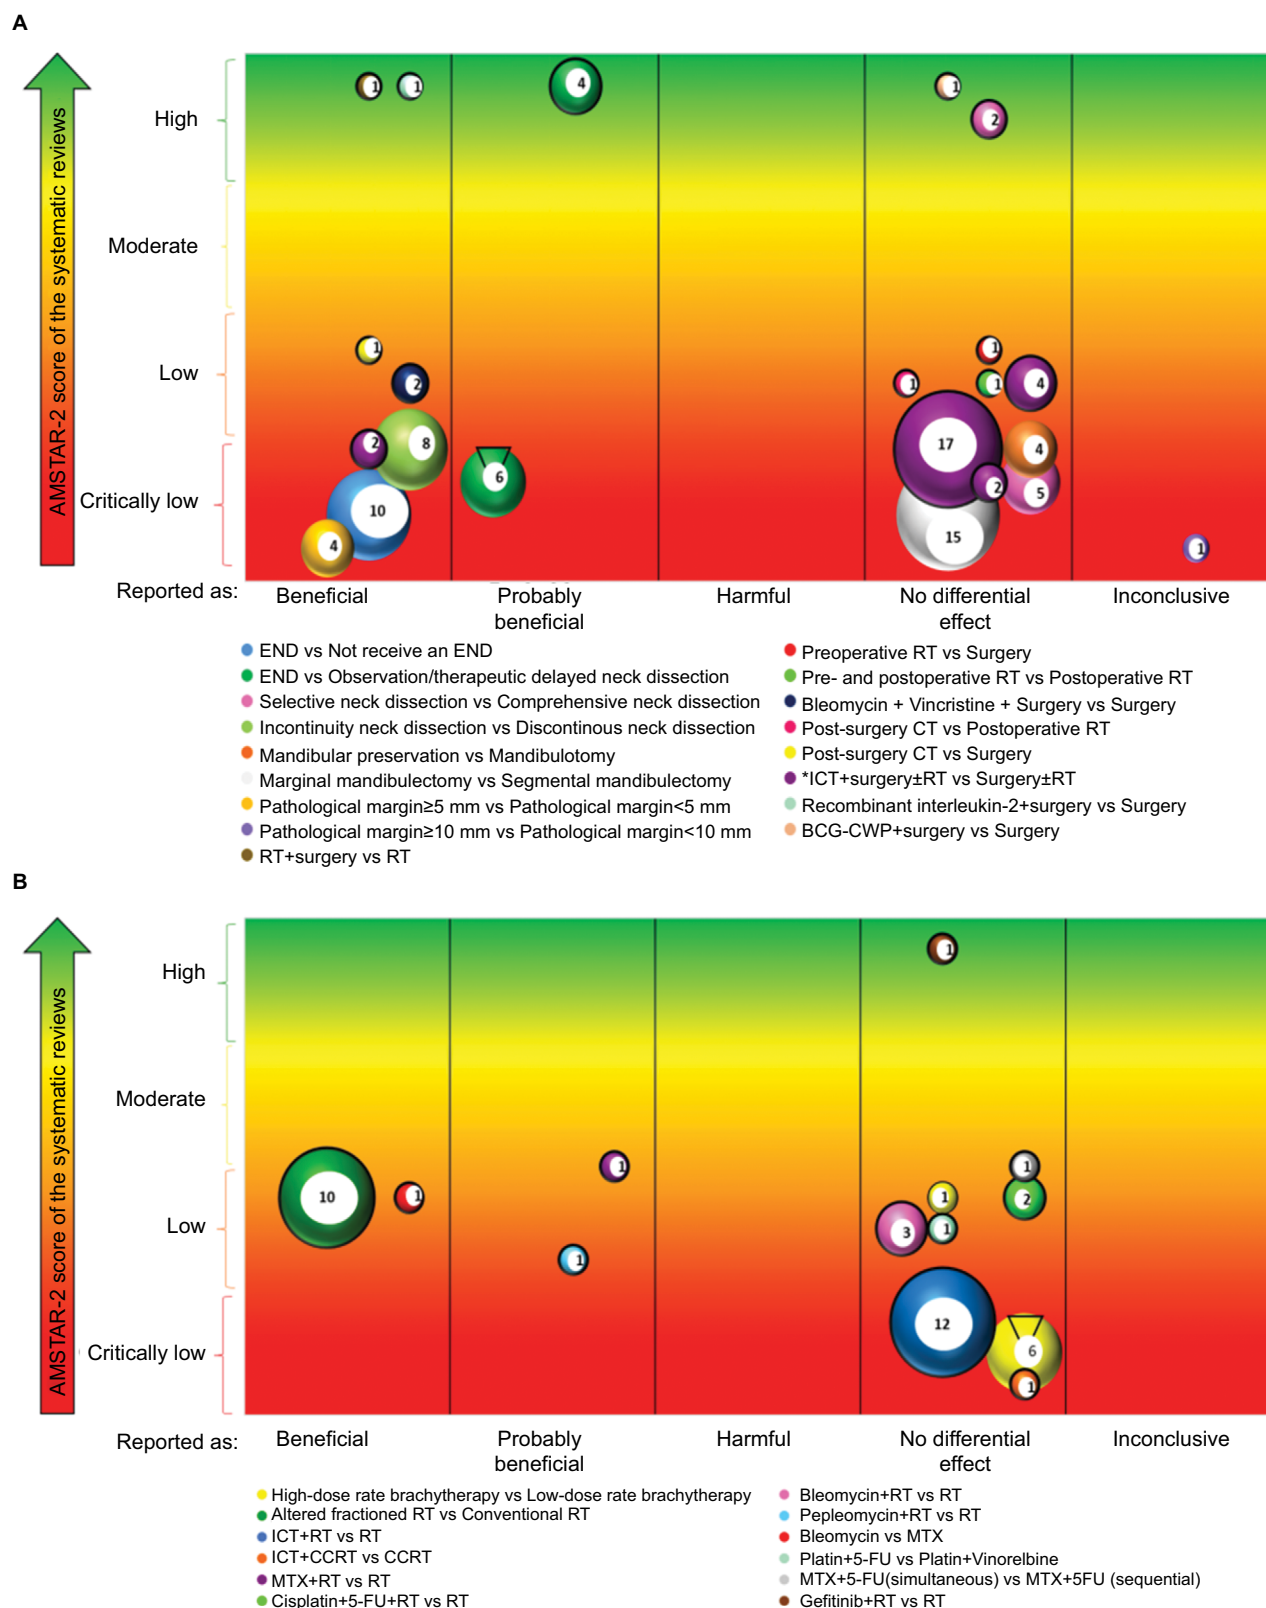 A
AMSTAR-2 score of the systematic reviews
High
Moderate
Low
Critically low
1
1
4
1
2
1
2
2
8
10
4
6
1
1
1
4
17
4
2
5
15
1
Reported as:
Beneficial
Probably
beneficial
Harmful
No differential
effect
Inconclusive
END vs Not receive an END
END vs Observation/therapeutic delayed neck dissection
Selective neck dissection vs Comprehensive neck dissection
Incontinuity neck dissection vs Discontinous neck dissection
Mandibular preservation vs Mandibulotomy
Marginal mandibulectomy vs Segmental mandibulectomy
Pathological margin≥5 mm vs Pathological margin<5 mm
Pathological margin≥10 mm vs Pathological margin<10 mm
RT+surgery vs RT
Preoperative RT vs Surgery
Pre- and postoperative RT vs Postoperative RT
Bleomycin + Vincristine + Surgery vs Surgery
Post-surgery CT vs Postoperative RT
Post-surgery CT vs Surgery
*ICT+surgery±RT vs Surgery±RT
Recombinant interleukin-2+surgery vs Surgery
BCG-CWP+surgery vs Surgery
B
AMSTAR-2 score of the systematic reviews
High
Moderate
Low
Critically low
1
10
1
1
1
1
2
1
3
1
12
6
1
Reported as:
Beneficial
Probably
beneficial
Harmful
No differential
effect
Inconclusive
High-dose rate brachytherapy vs Low-dose rate brachytherapy
Altered fractioned RT vs Conventional RT
ICT+RT vs RT
ICT+CCRT vs CCRT
MTX+RT vs RT
Cisplatin+5-FU+RT vs RT
Bleomycin+RT vs RT
Pepleomycin+RT vs RT
Bleomycin vs MTX
Platin+5-FU vs Platin+Vinorelbine
MTX+5-FU(simultaneous) vs MTX+5FU (sequential)
Gefitinib+RT vs RT